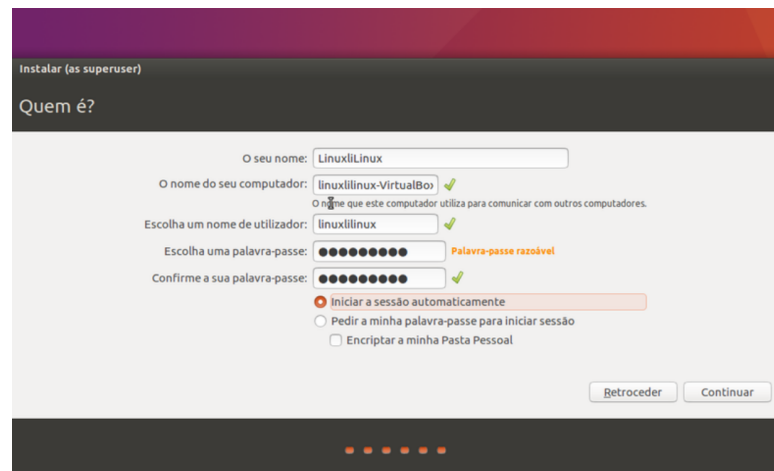 Instalar (as superuser)
Quem é?
O seu nome: LinuxliLinux
O nome do seu computador: linuxlilinux-VirtualBo
O nome que este computador utiliza para comunicar com outros computadores.
Escolha um nome de utilizador: linuxlilinux
Escolha uma palavra-passe: ●●●●●●●●● Palavra-passe razoável
Confirme a sua palavra-passe: ●●●●●●●●●
Iniciar a sessão automaticamente
Pedir a minha palavra-passe para iniciar sessão
Encriptar a minha Pasta Pessoal
Retroceder Continuar